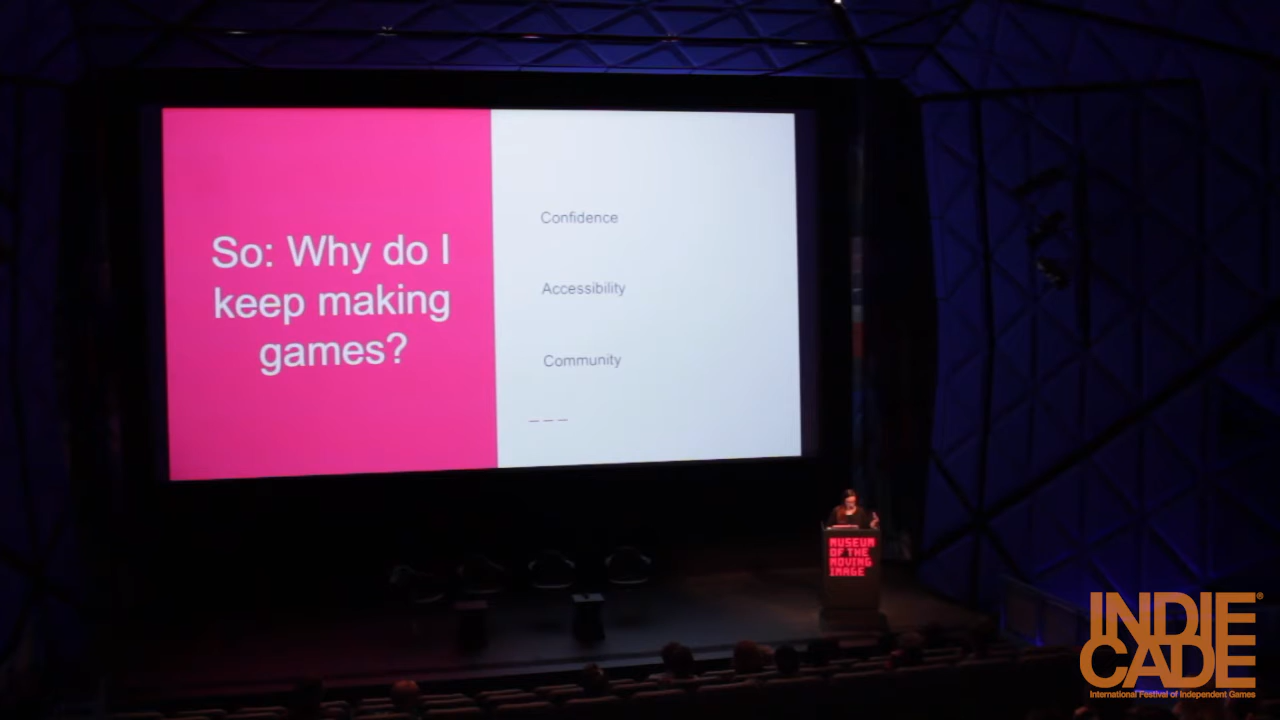 So: Why do I
keep making
games?
Confidence
Accessibility
Community
_ _ _
MUSEUM
OF THE
MOVING
IMAGE
INDIE®
CADE
International Festival of Independent Games